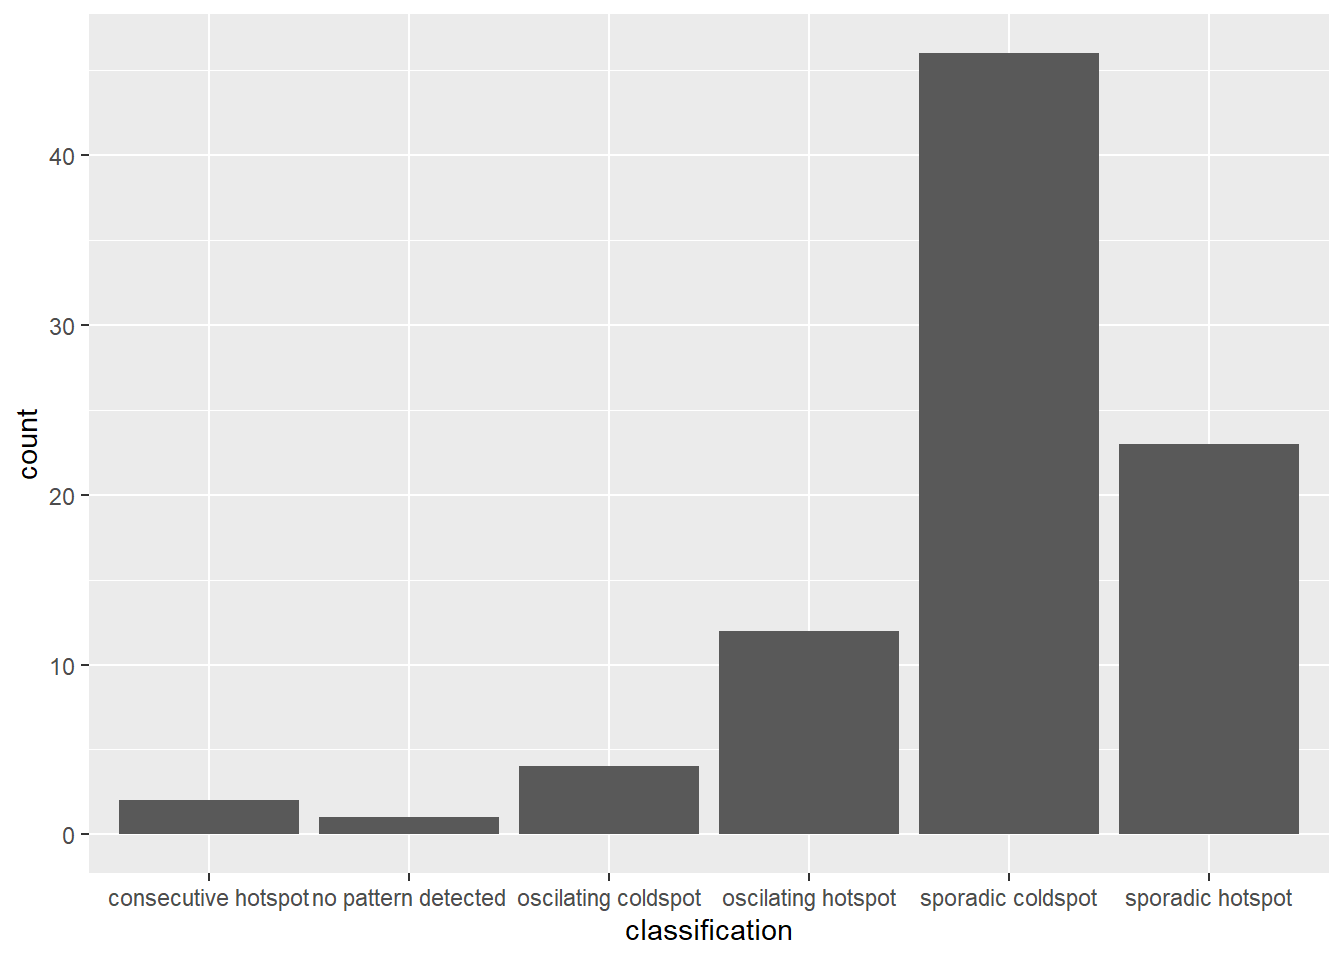 count
40
30
20
10
0
consecutive hotspot no pattern detected oscilating coldspot oscilating hotspot sporadic coldspot sporadic hotspot
classification